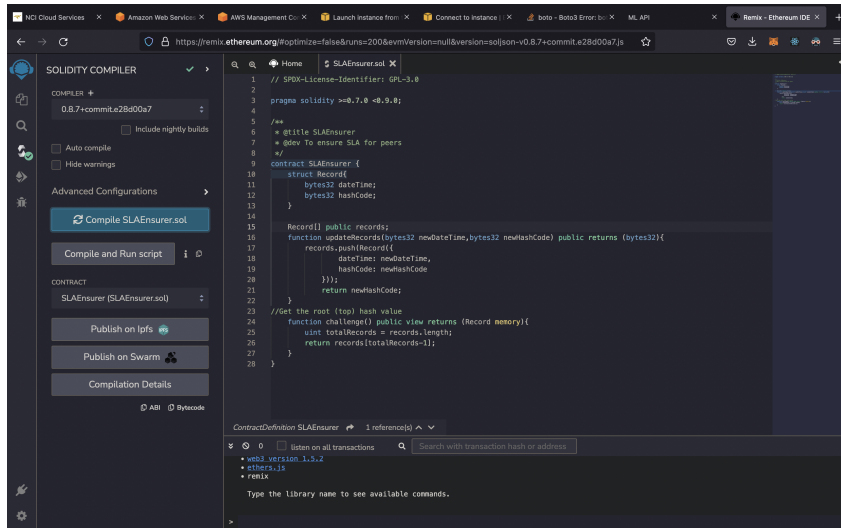 NCI Cloud Services
Amazon Web Services
AWS Management Co
Launch instance from
Connect to instance |
boto - Boto3 Error: bo
ML API
Remix - Ethereum IDE
https://remix.ethereum.org/#optimize=false&runs=200&evmVersion=null&version=soljson-v0.8.7+commit.e28d00a7.js
SOLIDITY COMPILER
COMPILER
0.8.7+commit.e28d00a7
Include nightly builds
Auto compile
Hide warnings
Advanced Configurations
Compile SLAEnsurer.sol
Compile and Run script
CONTRACT
SLAEnsurer (SLAEnsurer.sol)
Publish on Ipfs
Publish on Swarm
Compilation Details
ABI Bytecode
Home
SLAEnsurer.sol
1 // SPDX-License-Identifier: GPL-3.0
2
3 pragma solidity >=0.7.0 <0.9.0;
4
5 /**
6 * @title SLAEnsurer
7 * @dev To ensure SLA for peers
8 */
9 contract SLAEnsurer {
10 struct Record{
11 bytes32 dateTime;
12 bytes32 hashCode;
13 }
14
15 Record[] public records;
16 function updateRecords(bytes32 newDateTime,bytes32 newHashCode) public returns (bytes32){
17 records.push(Record({
18 dateTime: newDateTime,
19 hashCode: newHashCode
20 }));
21 return newHashCode;
22 }
23 //Get the root (top) hash value
24 function challenge() public view returns (Record memory){
25 uint totalRecords = records.length;
26 return records[totalRecords-1];
27 }
28 }
ContractDefinition SLAEnsurer 1 reference(s)
0 listen on all transactions Search with transaction hash or address
• web3 version 1.5.2
• ethers.js
• remix
Type the library name to see available commands.
>